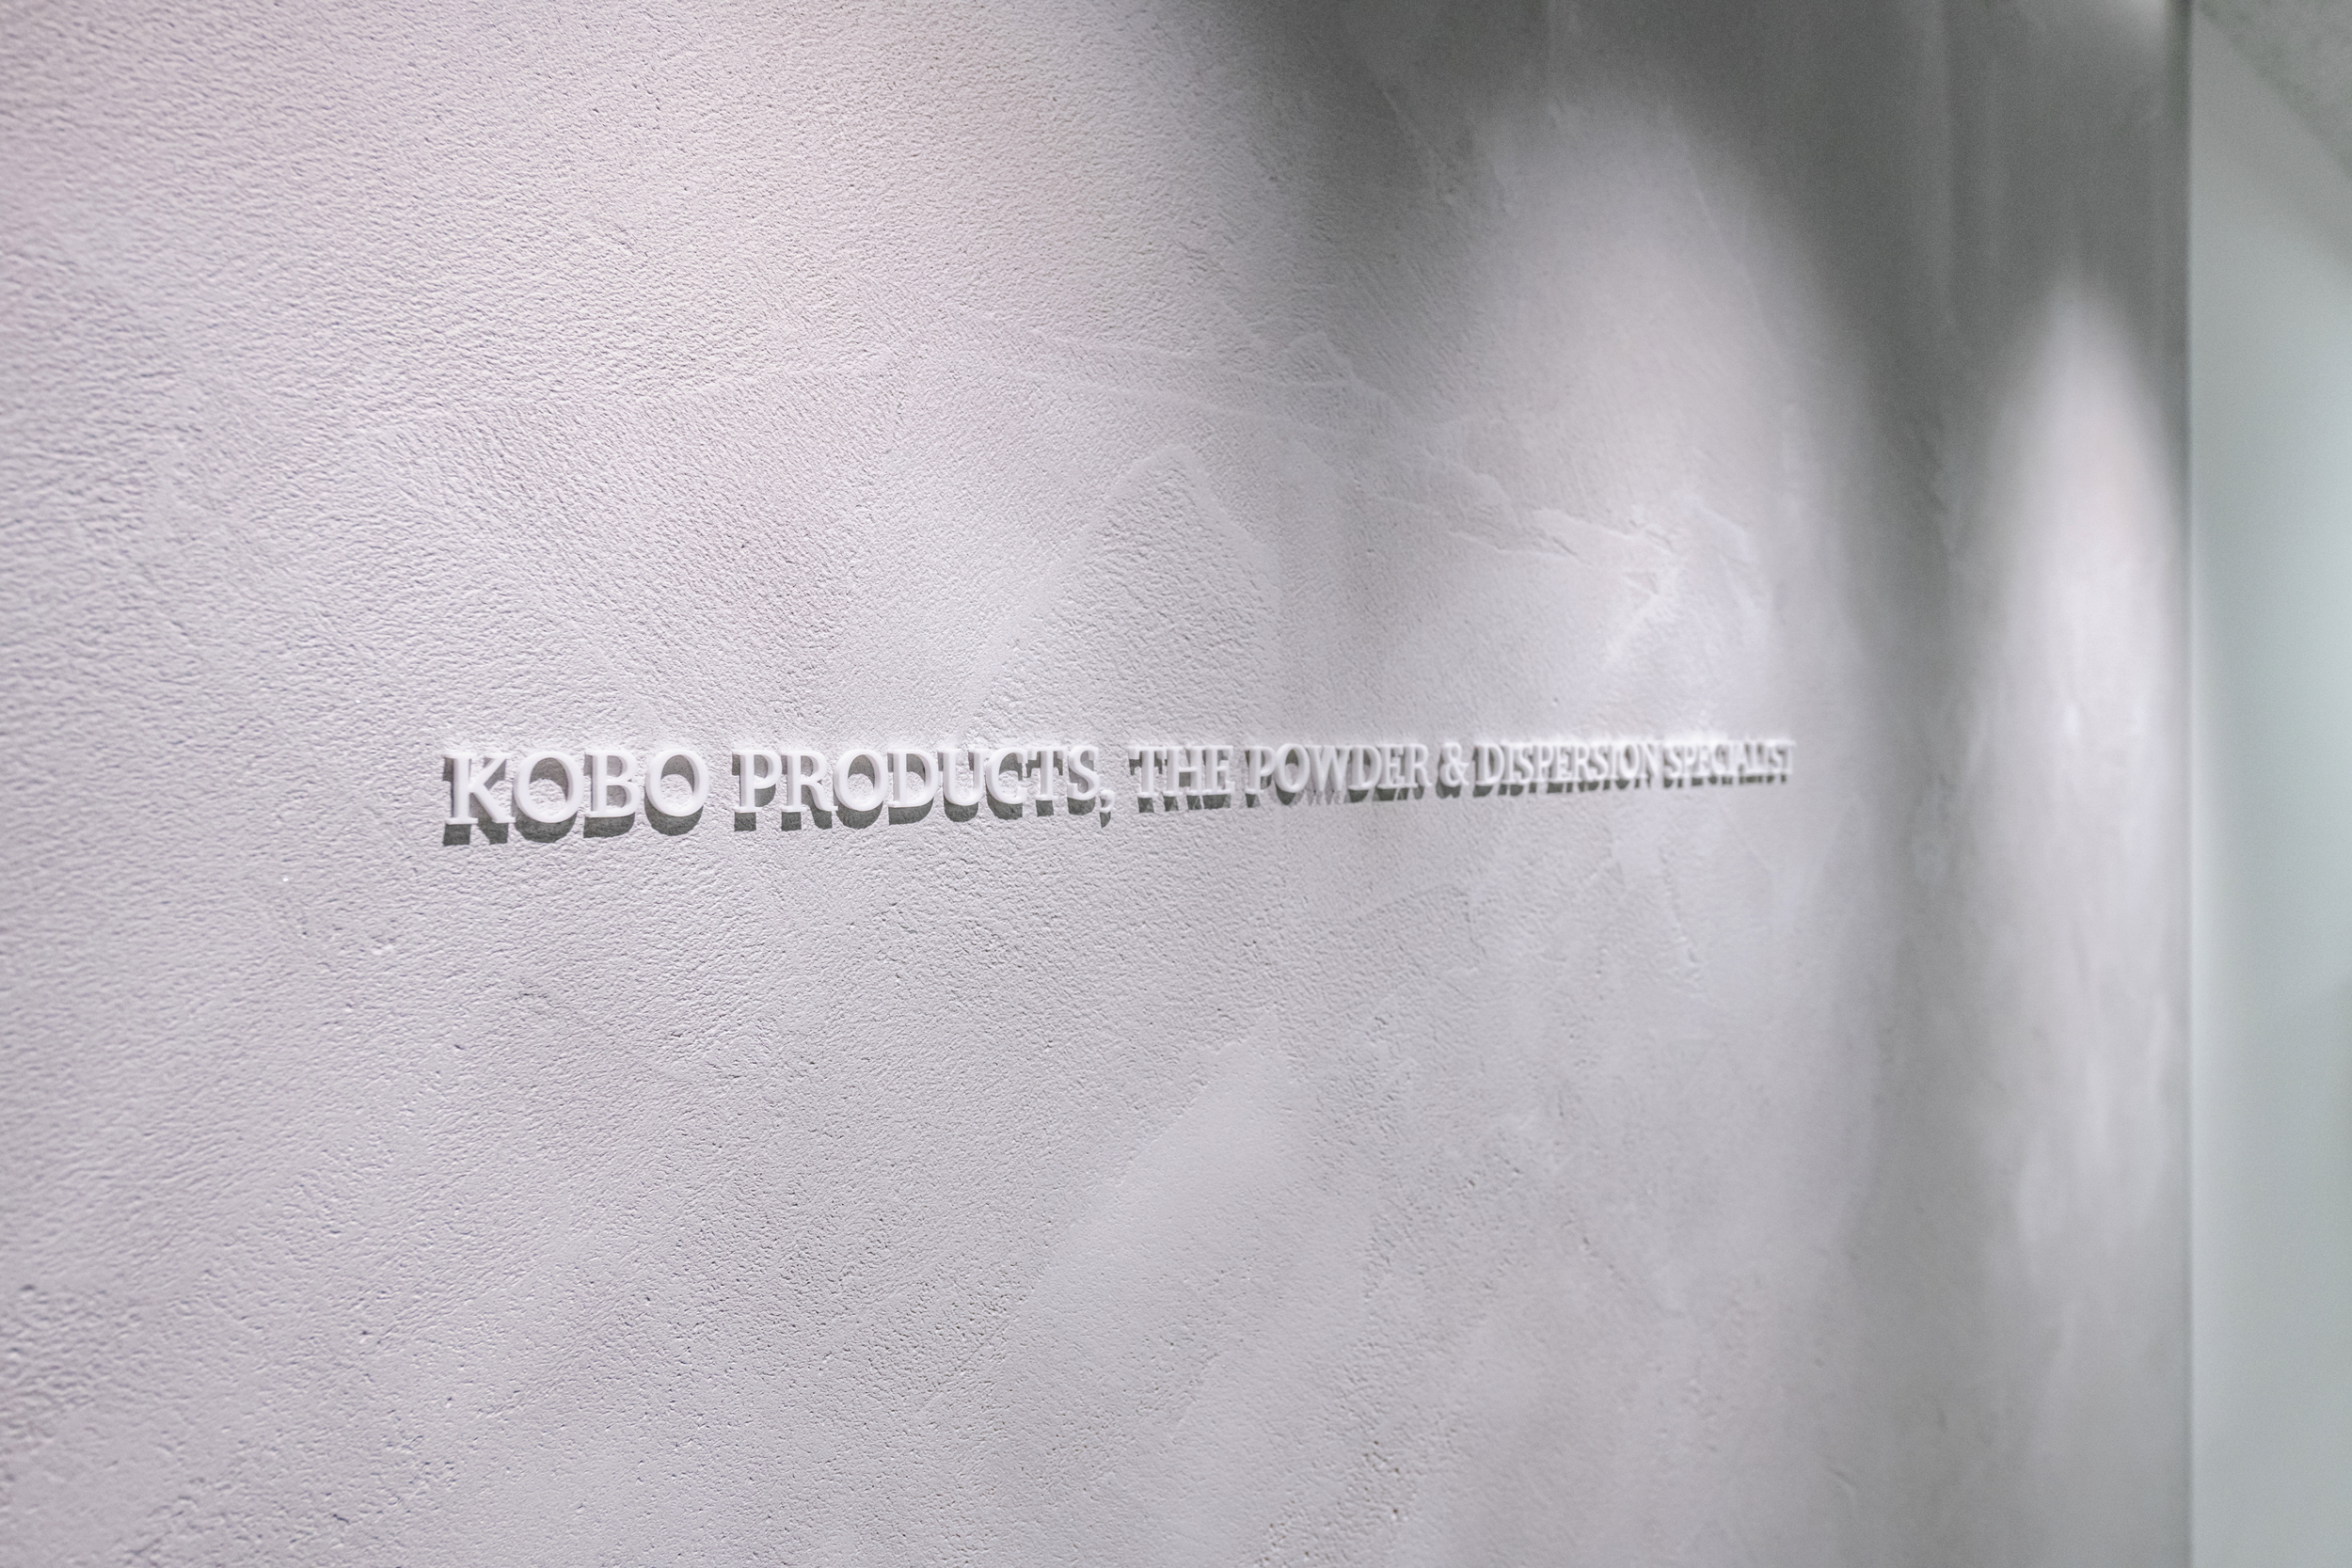 KOBO PRODUCTS, THE POWDER & DISPERSION SPECIALIST